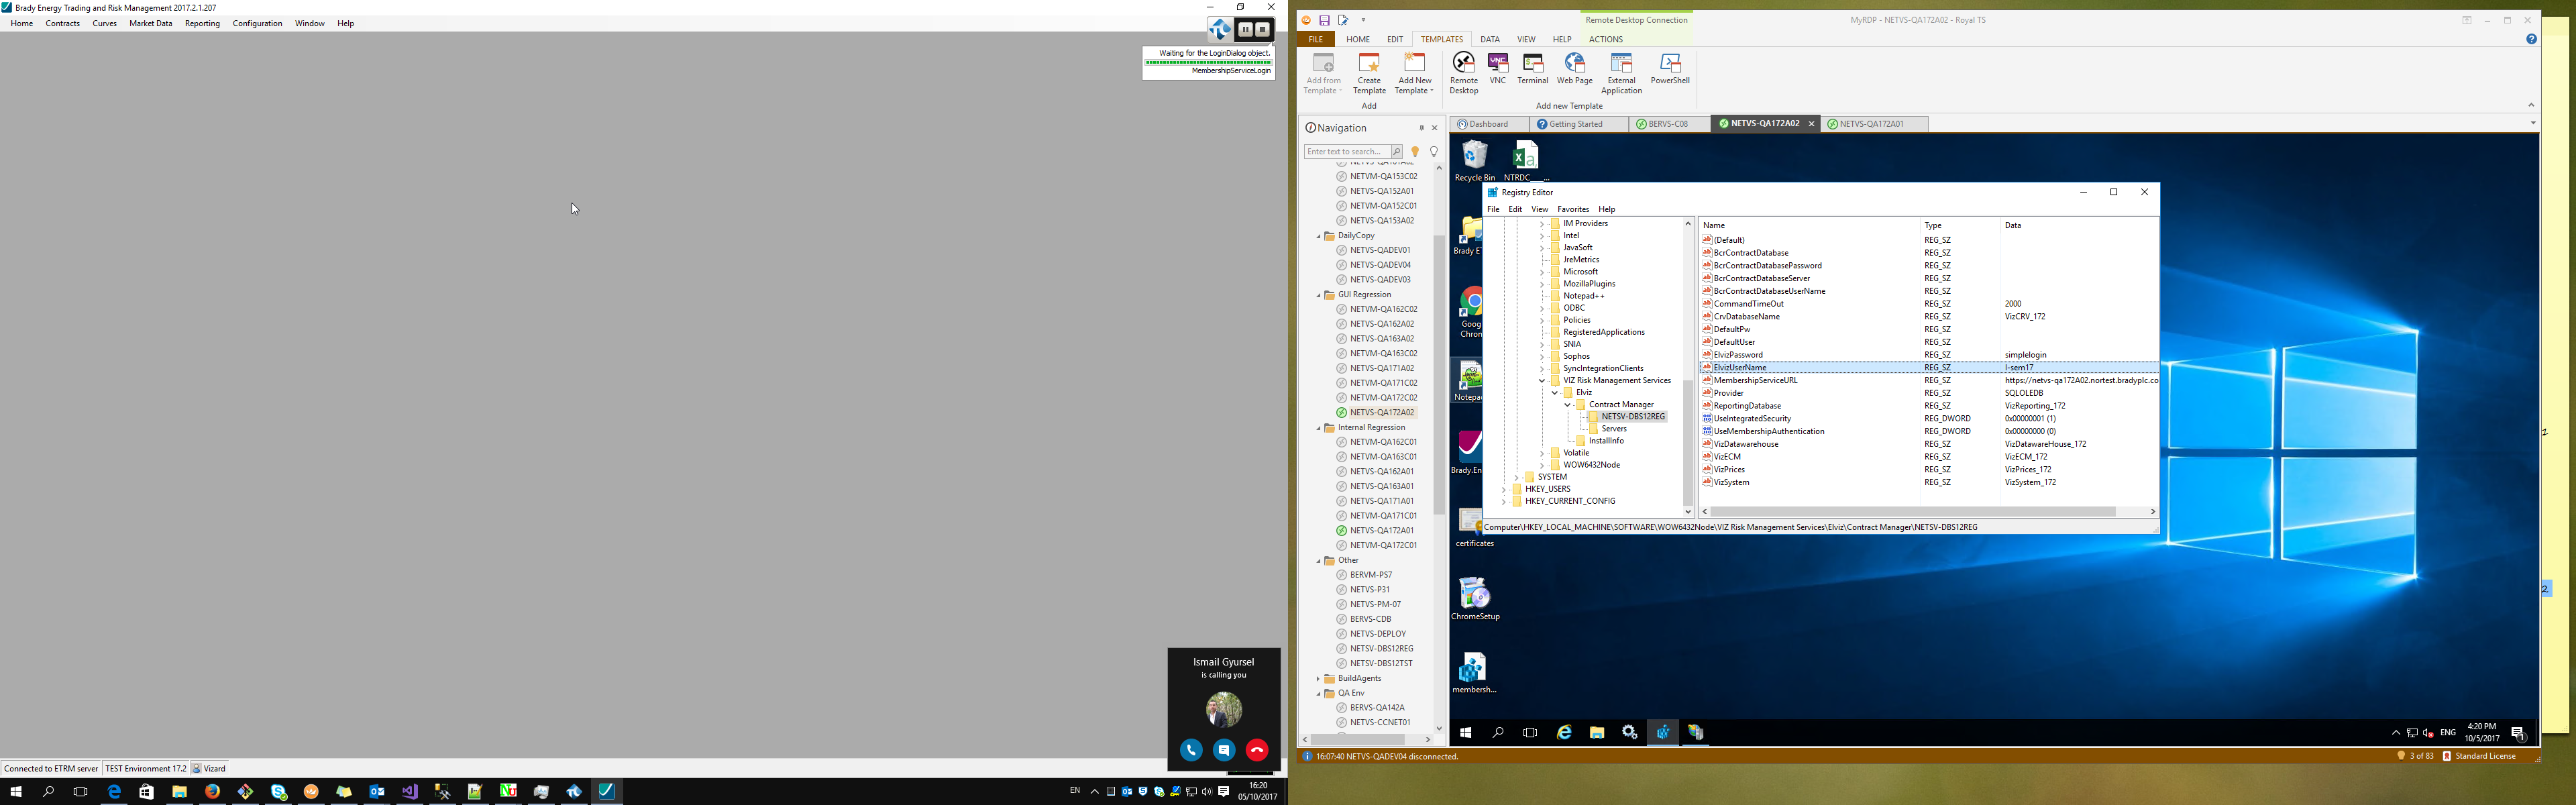 Brady Energy Trading and Risk Management 2017.2.1.207
Home Contracts Curves Market Data Reporting Configuration Window Help
Waiting for the LoginDialog object.
MembershipServiceLogin
Ismail Gyursel
is calling you
Connected to ETRM server TEST Environment 17.2 Vizard
EN 16:20
05/10/2017
Remote Desktop Connection MyRDP - NETVS-QA172A02 - Royal TS
FILE HOME EDIT TEMPLATES DATA VIEW HELP ACTIONS
Add from Template
Create Template
Add New Template
Remote Desktop
VNC
Terminal
Web Page
External Application
PowerShell
Add Add new Template
Navigation
Enter text to search...
Dashboard Getting Started BERVS-C08 NETVS-QA172A02 NETVS-QA172A01
NETVM-QA153C02
NETVS-QA152A01
NETVM-QA152C01
NETVS-QA153A02
DailyCopy
NETVS-QADEV01
NETVS-QADEV04
NETVS-QADEV03
GUI Regression
NETVM-QA162C02
NETVS-QA162A02
NETVS-QA163A02
NETVM-QA163C02
NETVS-QA171A02
NETVM-QA171C02
NETVM-QA172C02
NETVS-QA172A02
Internal Regression
NETVM-QA162C01
NETVM-QA163C01
NETVS-QA162A01
NETVS-QA163A01
NETVS-QA171A01
NETVM-QA171C01
NETVS-QA172A01
NETVM-QA172C01
Other
BERVM-PS7
NETVS-P31
NETVS-PM-07
BERVS-CDB
NETVS-DEPLOY
NETSV-DBS12REG
NETSV-DBS12TST
BuildAgents
QA Env
BERVS-QA142A
NETVS-CCNET01
Recycle Bin
NTRDC___...
Brady E
Goog
Chrom
Notepa
Brady.En
certificates
ChromeSetup
membersh...
Registry Editor
File Edit View Favorites Help
IM Providers
Intel
JavaSoft
JreMetrics
Microsoft
MozillaPlugins
Notepad++
ODBC
Policies
RegisteredApplications
SNIA
Sophos
SyncIntegrationClients
VIZ Risk Management Services
Elviz
Contract Manager
NETSV-DBS12REG
Servers
InstallInfo
Volatile
WOW6432Node
SYSTEM
HKEY_USERS
HKEY_CURRENT_CONFIG
Name Type Data
(Default) REG_SZ
BcrContractDatabase REG_SZ
BcrContractDatabasePassword REG_SZ
BcrContractDatabaseServer REG_SZ
BcrContractDatabaseUserName REG_SZ
CommandTimeOut REG_SZ 2000
CrvDatabaseName REG_SZ VizCRV_172
DefaultPw REG_SZ
DefaultUser REG_SZ
ElvizPassword REG_SZ simplelogin
ElvizUserName REG_SZ l-sem17
MembershipServiceURL REG_SZ https://netvs-qa172A02.nortest.bradyplc.co
Provider REG_SZ SQLOLEDB
ReportingDatabase REG_SZ VizReporting_172
UseIntegratedSecurity REG_DWORD 0x00000001 (1)
UseMembershipAuthentication REG_DWORD 0x00000000 (0)
VizDatawarehouse REG_SZ VizDatawareHouse_172
VizECM REG_SZ VizECM_172
VizPrices REG_SZ VizPrices_172
VizSystem REG_SZ VizSystem_172
Computer\HKEY_LOCAL_MACHINE\SOFTWARE\WOW6432Node\VIZ Risk Management Services\Elviz\Contract Manager\NETSV-DBS12REG
ENG 4:20 PM
10/5/2017
16:07:40 NETVS-QADEV04 disconnected. 3 of 83 Standard License